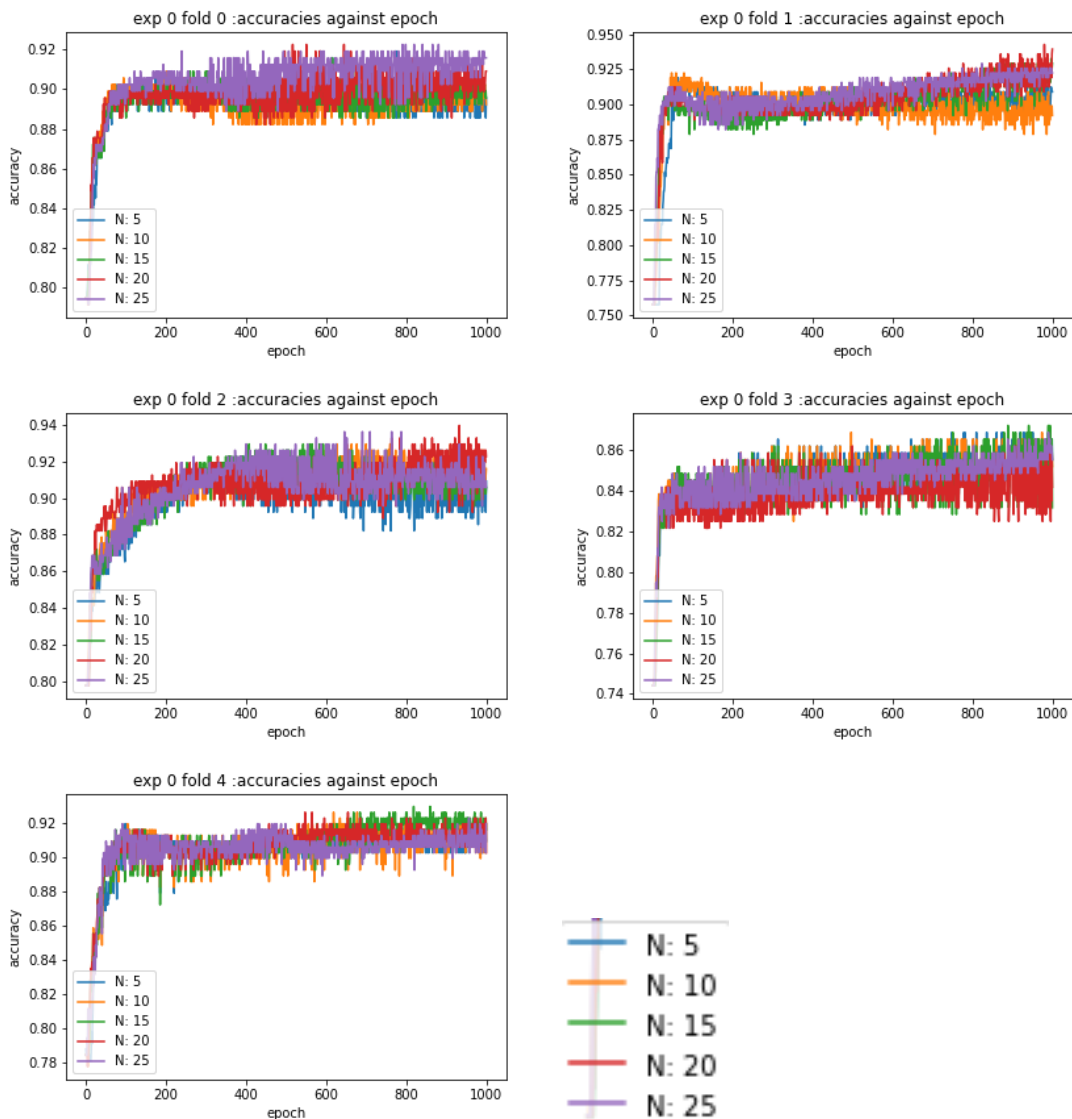 exp 0 fold 0 :accuracies against epoch
0.92
0.90
0.88
0.86
0.84
0.82
0.80
accuracy
N: 5
N: 10
N: 15
N: 20
N: 25
0 200 400 600 800 1000
epoch
exp 0 fold 1 :accuracies against epoch
0.950
0.925
0.900
0.875
0.850
0.825
0.800
0.775
0.750
accuracy
N: 5
N: 10
N: 15
N: 20
N: 25
0 200 400 600 800 1000
epoch
exp 0 fold 2 :accuracies against epoch
0.94
0.92
0.90
0.88
0.86
0.84
0.82
0.80
accuracy
N: 5
N: 10
N: 15
N: 20
N: 25
0 200 400 600 800 1000
epoch
exp 0 fold 3 :accuracies against epoch
0.86
0.84
0.82
0.80
0.78
0.76
0.74
accuracy
N: 5
N: 10
N: 15
N: 20
N: 25
0 200 400 600 800 1000
epoch
exp 0 fold 4 :accuracies against epoch
0.92
0.90
0.88
0.86
0.84
0.82
0.80
0.78
accuracy
N: 5
N: 10
N: 15
N: 20
N: 25
0 200 400 600 800 1000
epoch
N: 5
N: 10
N: 15
N: 20
N: 25